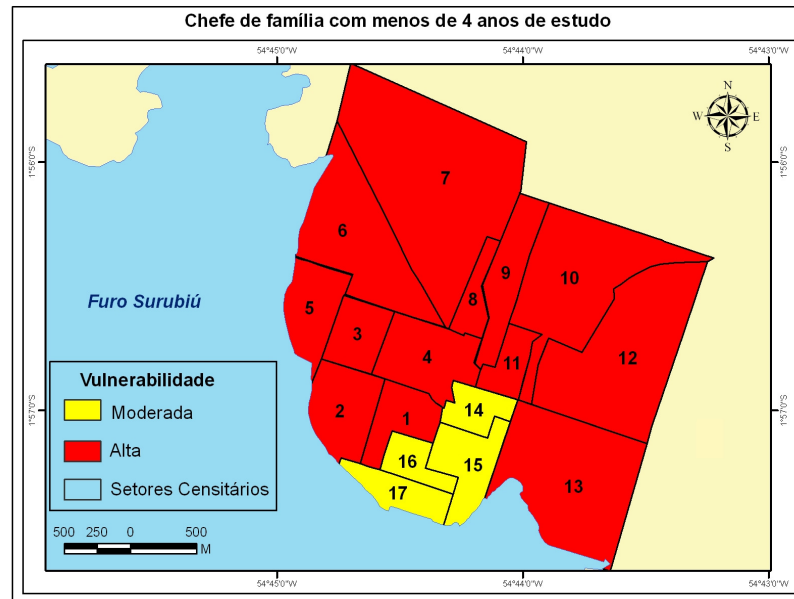 Chefe de família com menos de 4 anos de estudo
54°45'0"W 54°44'0"W 54°43'0"W
N
W E
S
1°56'0"S 1°56'0"S
7
6
9
10
8
5
3
4
11
12
Furo Surubiú
Vulnerabilidade
Moderada
Alta
Setores Censitários
1°57'0"S 1°57'0"S
2
1
14
16
15
17
13
500 250 0 500
M
54°45'0"W 54°44'0"W 54°43'0"W